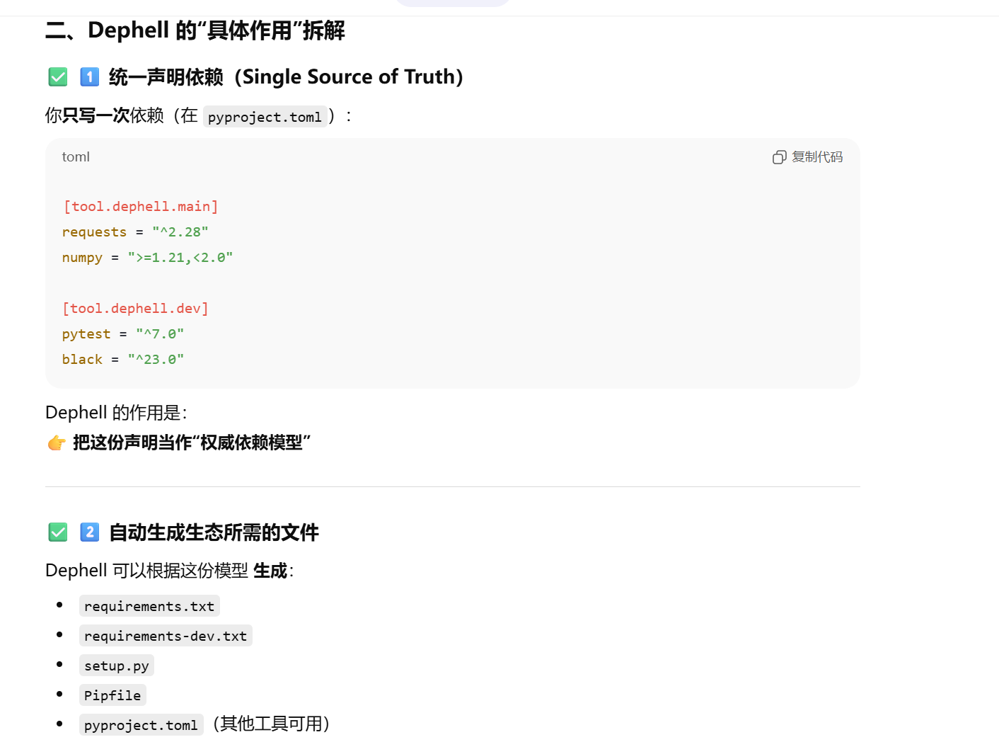 二、Dephell 的“具体作用”拆解
✅ 1️⃣ 统一声明依赖（Single Source of Truth）
你只写一次依赖（在 pyproject.toml）：
toml
复制代码
[tool.dephell.main]
requests = "^2.28"
numpy = ">=1.21,<2.0"
[tool.dephell.dev]
pytest = "^7.0"
black = "^23.0"
Dephell 的作用是：
👉 把这份声明当作“权威依赖模型”
✅ 2️⃣ 自动生成生态所需的文件
Dephell 可以根据这份模型 生成：
• requirements.txt
• requirements-dev.txt
• setup.py
• Pipfile
• pyproject.toml（其他工具可用）